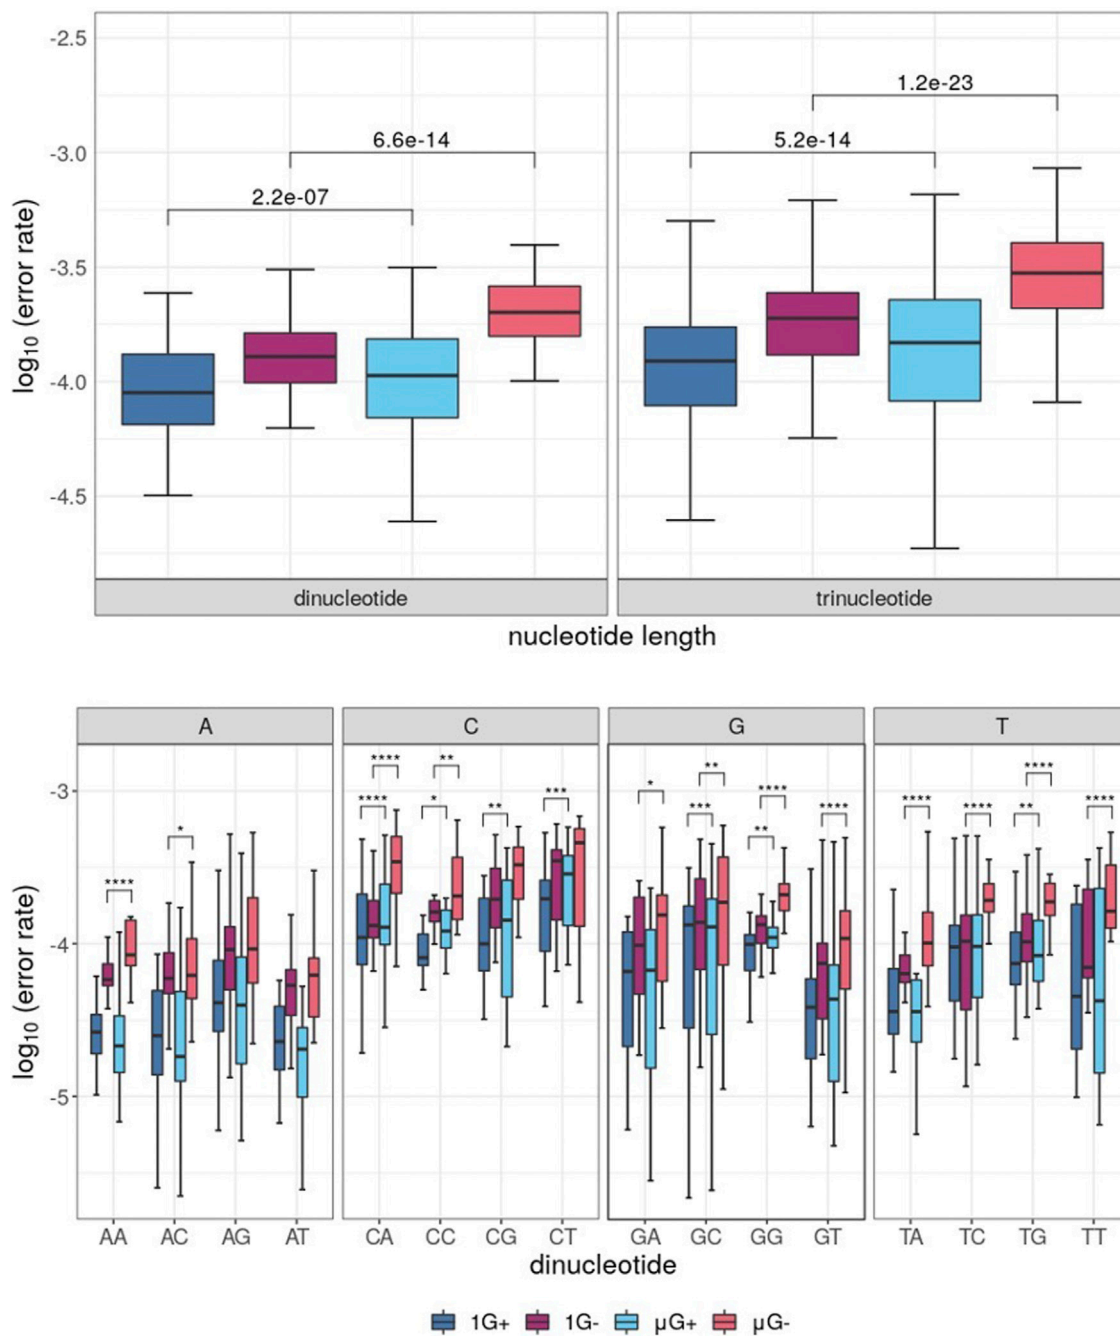 -2.5
-3.0
-3.5
-4.0
-4.5
log10 (error rate)
2.2e-07
6.6e-14
5.2e-14
1.2e-23
dinucleotide
trinucleotide
nucleotide length
A
C
G
T
-3
-4
-5
log10 (error rate)
****
*
**** **** * ** ** ***
* *** ** ** **** ****
**** **** ** **** ****
AA AC AG AT CA CC CG CT GA GC GG GT TA TC TG TT
dinucleotide
1G+ 1G- µG+ µG-